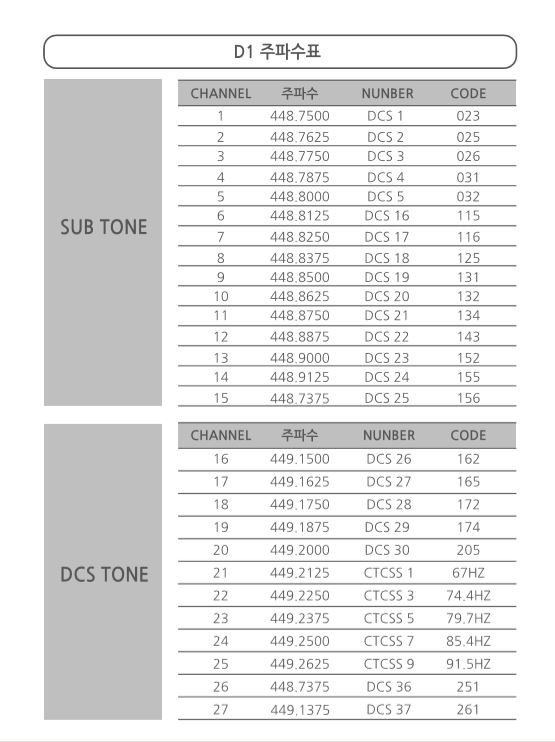 D1 주파수표
SUB TONE
CHANNEL 주파수 NUNBER CODE
1 448.7500 DCS 1 023
2 448.7625 DCS 2 025
3 448.7750 DCS 3 026
4 448.7875 DCS 4 031
5 448.8000 DCS 5 032
6 448.8125 DCS 16 115
7 448.8250 DCS 17 116
8 448.8375 DCS 18 125
9 448.8500 DCS 19 131
10 448.8625 DCS 20 132
11 448.8750 DCS 21 134
12 448.8875 DCS 22 143
13 448.9000 DCS 23 152
14 448.9125 DCS 24 155
15 448.7375 DCS 25 156
DCS TONE
CHANNEL 주파수 NUNBER CODE
16 449.1500 DCS 26 162
17 449.1625 DCS 27 165
18 449.1750 DCS 28 172
19 449.1875 DCS 29 174
20 449.2000 DCS 30 205
21 449.2125 CTCSS 1 67HZ
22 449.2250 CTCSS 3 74.4HZ
23 449.2375 CTCSS 5 79.7HZ
24 449.2500 CTCSS 7 85.4HZ
25 449.2625 CTCSS 9 91.5HZ
26 448.7375 DCS 36 251
27 449.1375 DCS 37 261